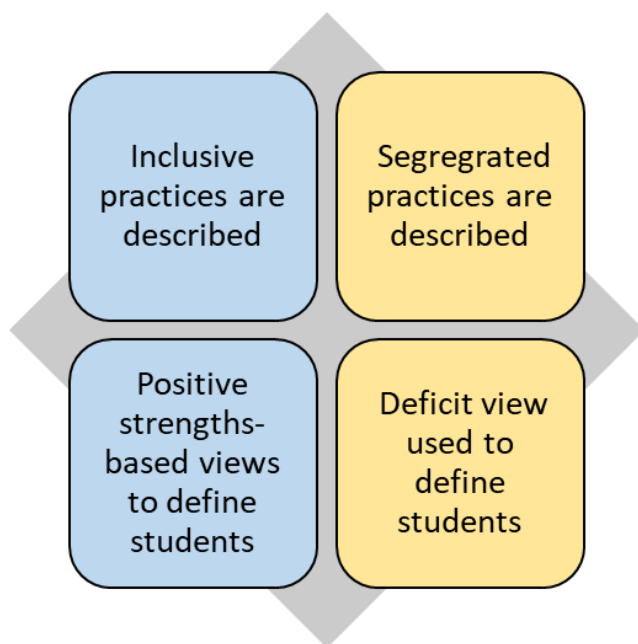 Inclusive
practices are
described
Segregrated
practices are
described
Positive
strengths-
based views
to define
students
Deficit view
used to
define
students